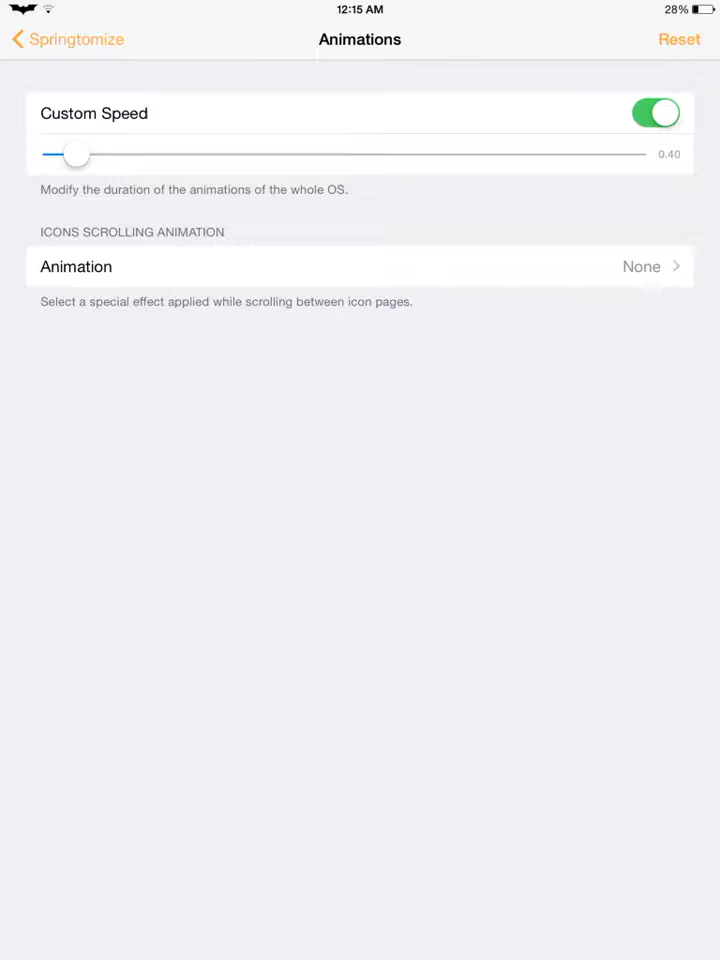 12:15 AM
28%
Springtomize
Animations
Reset
Custom Speed
0.40
Modify the duration of the animations of the whole OS.
ICONS SCROLLING ANIMATION
Animation
None
Select a special effect applied while scrolling between icon pages.